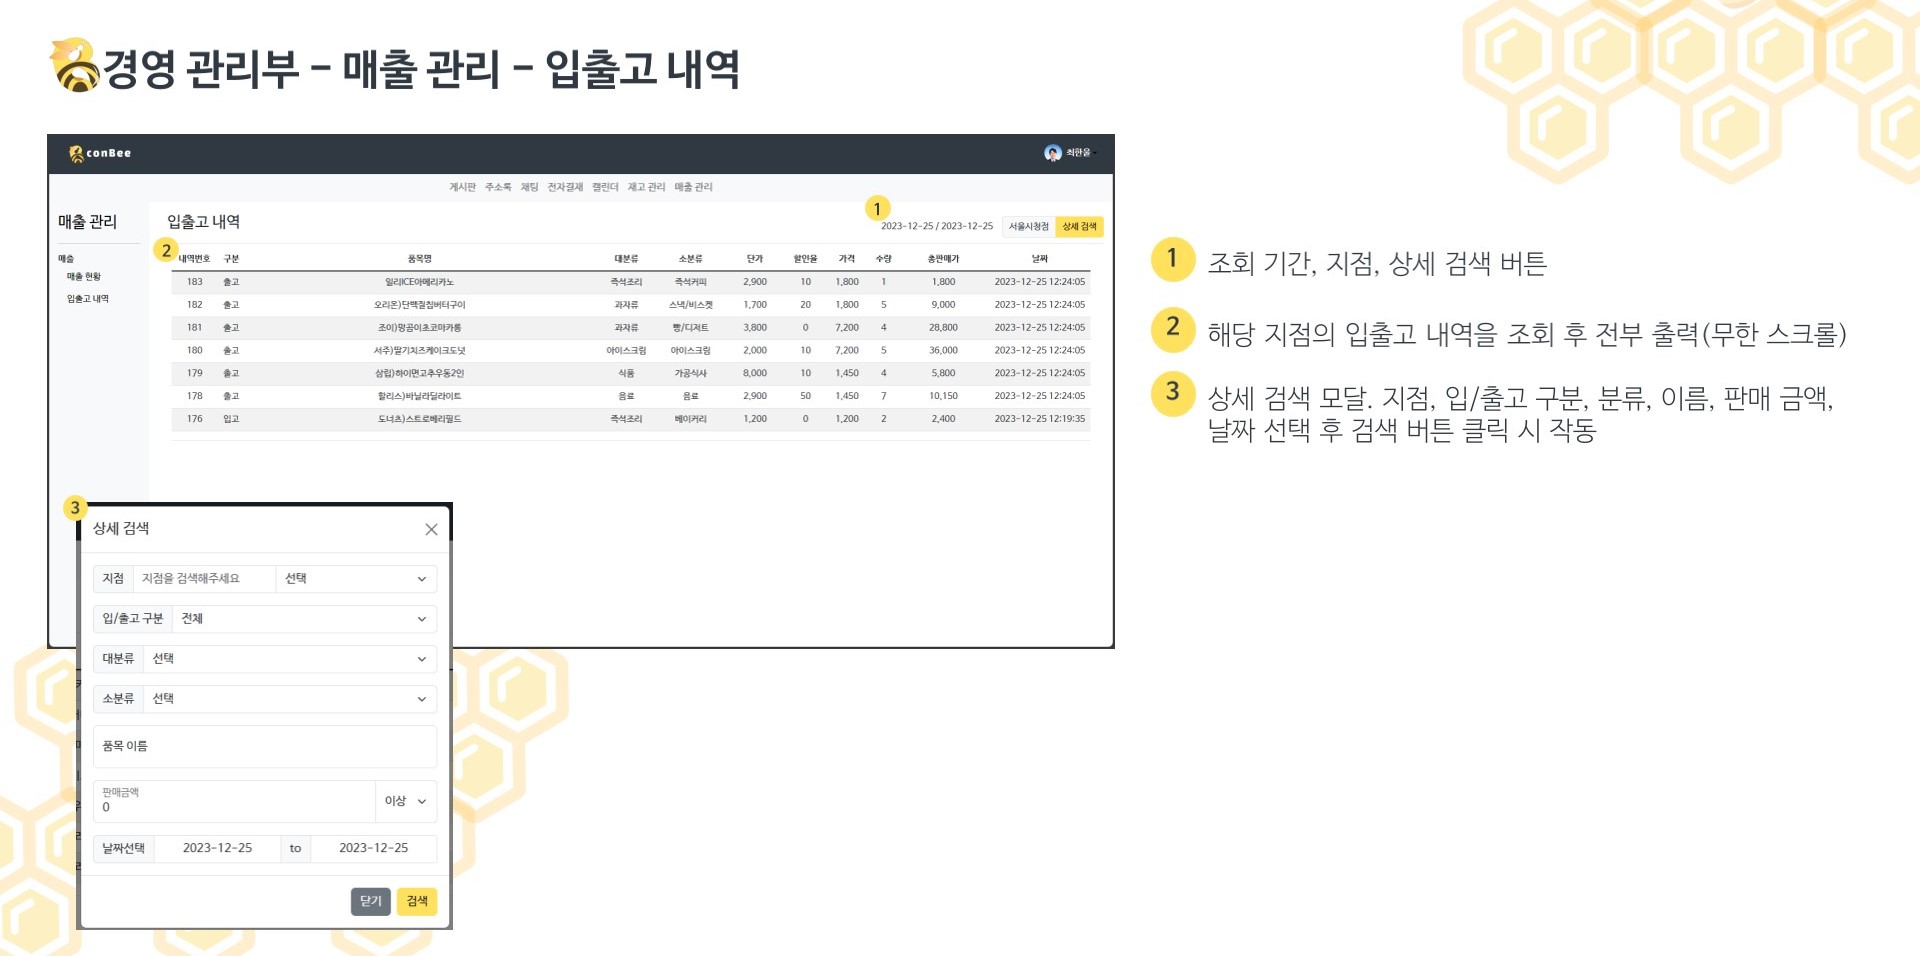 경영 관리부 - 매출 관리 - 입출고 내역
conBee
최한울
게시판 주소록 채팅 전자결재 캘린더 재고 관리 매출 관리
매출 관리
매출
매출 현황
입출고 내역
입출고 내역
1
2023-12-25 / 2023-12-25 서울시청점 상세 검색
2
내역번호 구분 품목명 대분류 소분류 단가 할인율 가격 수량 총판매가 날짜
183 출고 일리)CE아메리카노 즉석조리 즉석커피 2,900 10 1,800 1 1,800 2023-12-25 12:24:05
182 출고 오리온)단백질칩버터구이 과자류 스낵/비스켓 1,700 20 1,800 5 9,000 2023-12-25 12:24:05
181 출고 조이)망곰이초코마카롱 과자류 빵/디저트 3,800 0 7,200 4 28,800 2023-12-25 12:24:05
180 출고 서주)딸기치즈케이크도넛 아이스크림 아이스크림 2,000 10 7,200 5 36,000 2023-12-25 12:24:05
179 출고 삼립)하이면고추우동2인 식품 가공식사 8,000 10 1,450 4 5,800 2023-12-25 12:24:05
178 출고 할리스)바닐라딜라이트 음료 음료 2,900 50 1,450 7 10,150 2023-12-25 12:24:05
176 입고 도너츠)스트로베리필드 즉석조리 베이커리 1,200 0 1,200 2 2,400 2023-12-25 12:19:35
3
상세 검색
지점 지점을 검색해주세요 선택
입/출고 구분 전체
대분류 선택
소분류 선택
품목 이름
판매금액
0 이상
날짜선택 2023-12-25 to 2023-12-25
닫기 검색
1 조회 기간, 지점, 상세 검색 버튼
2 해당 지점의 입출고 내역을 조회 후 전부 출력(무한 스크롤)
3 상세 검색 모달. 지점, 입/출고 구분, 분류, 이름, 판매 금액,
날짜 선택 후 검색 버튼 클릭 시 작동